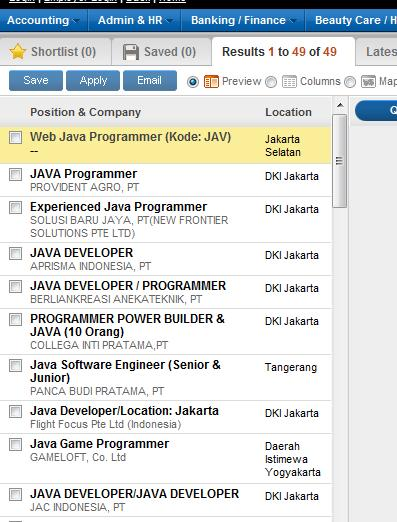 Login | Employer Login | Back | Home
Accounting
Admin & HR
Banking / Finance
Beauty Care / H
Shortlist (0)
Saved (0)
Results 1 to 49 of 49
Lates
Save
Apply
Email
Preview
Columns
Map
Position & Company
Location
Q
Web Java Programmer (Kode: JAV)
--
Jakarta
Selatan
JAVA Programmer
PROVIDENT AGRO, PT
DKI Jakarta
Experienced Java Programmer
SOLUSI BARU JAYA, PT(NEW FRONTIER
SOLUTIONS PTE LTD)
DKI Jakarta
JAVA DEVELOPER
APRISMA INDONESIA, PT
DKI Jakarta
JAVA DEVELOPER / PROGRAMMER
BERLIANKREASI ANEKATEKNIK, PT
DKI Jakarta
PROGRAMMER POWER BUILDER &
JAVA (10 Orang)
COLLEGA INTI PRATAMA,PT
DKI Jakarta
Java Software Engineer (Senior &
Junior)
PANCA BUDI PRATAMA, PT
Tangerang
Java Developer/Location: Jakarta
Flight Focus Pte Ltd (Indonesia)
DKI Jakarta
Java Game Programmer
GAMELOFT, Co. Ltd
Daerah
Istimewa
Yogyakarta
JAVA DEVELOPER/JAVA DEVELOPER
JAC INDONESIA, PT
DKI Jakarta